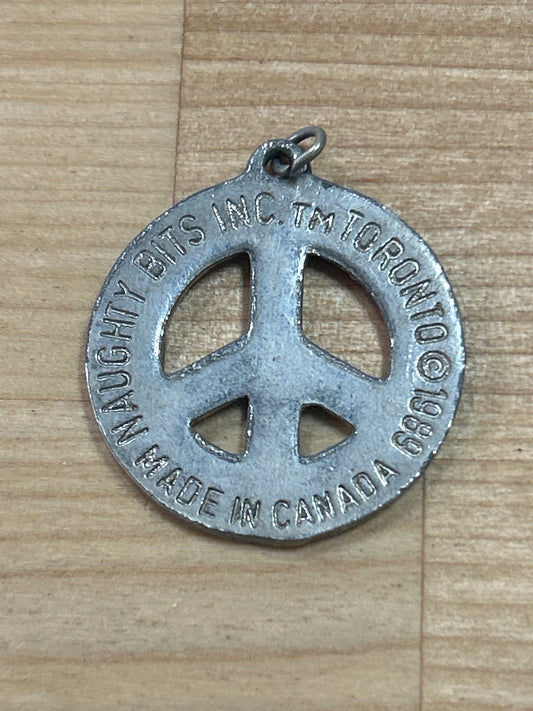 NAUGHTY BITS INC.™ TORONTO © 1989
MADE IN CANADA